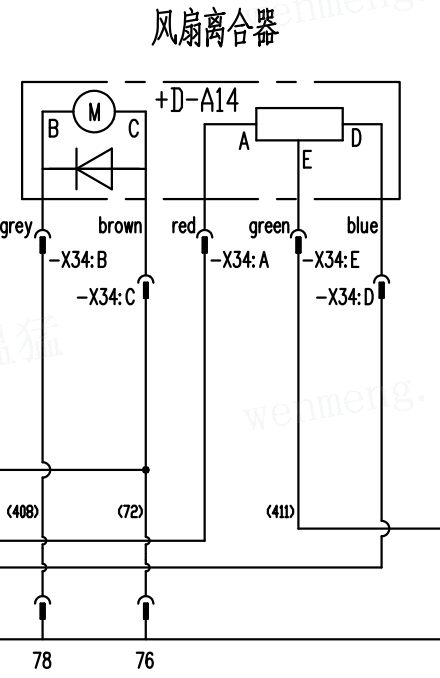 风扇离合器
+D-A14
M
B C
A D
E
grey brown red green blue
-X34:B -X34:A -X34:E
-X34:C -X34:D
wenmeng.
(408) (72) (411)
78 76